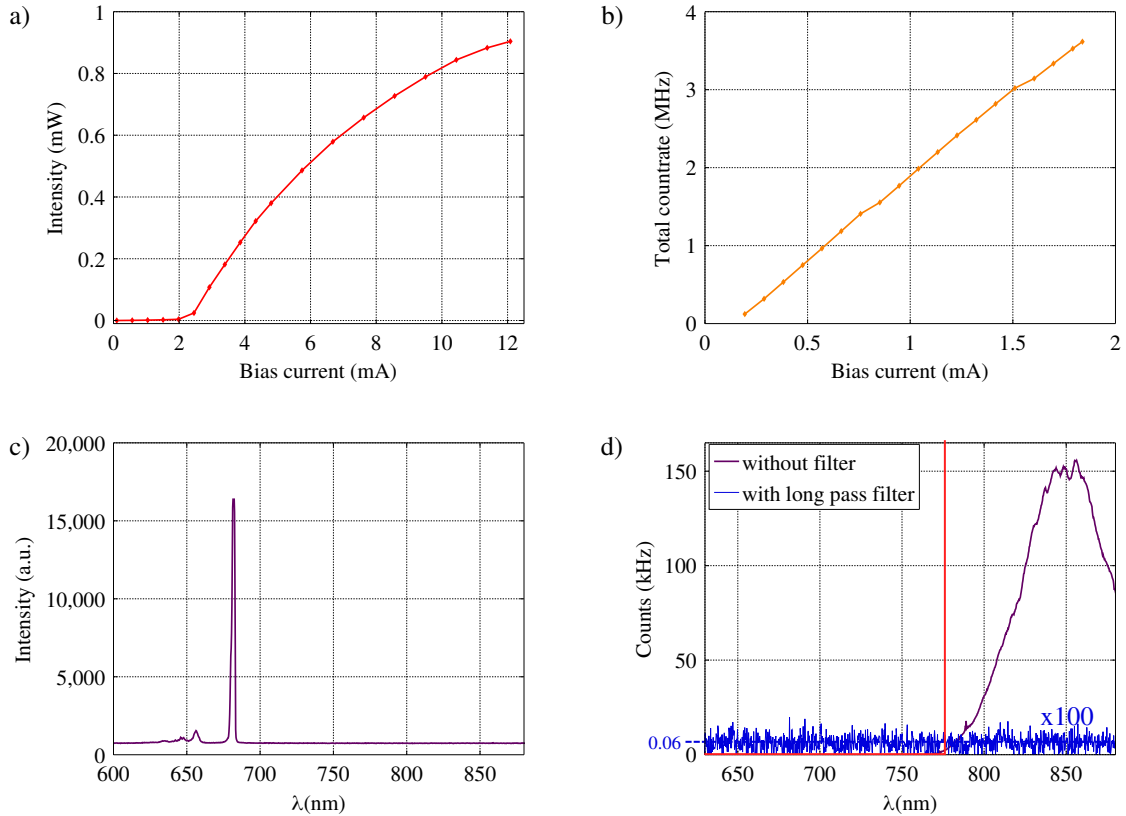 a)
1
0.8
0.6
0.4
0.2
0
Intensity (mW)
0 2 4 6 8 10 12
Bias current (mA)
b)
4
3
2
1
0
Total countrate (MHz)
0 0.5 1 1.5 2
Bias current (mA)
c)
20,000
15,000
10,000
5,000
0
Intensity (a.u.)
600 650 700 750 800 850
λ(nm)
d)
without filter
with long pass filter
150
100
50
0
0.06
x100
Counts (kHz)
650 700 750 800 850
λ(nm)